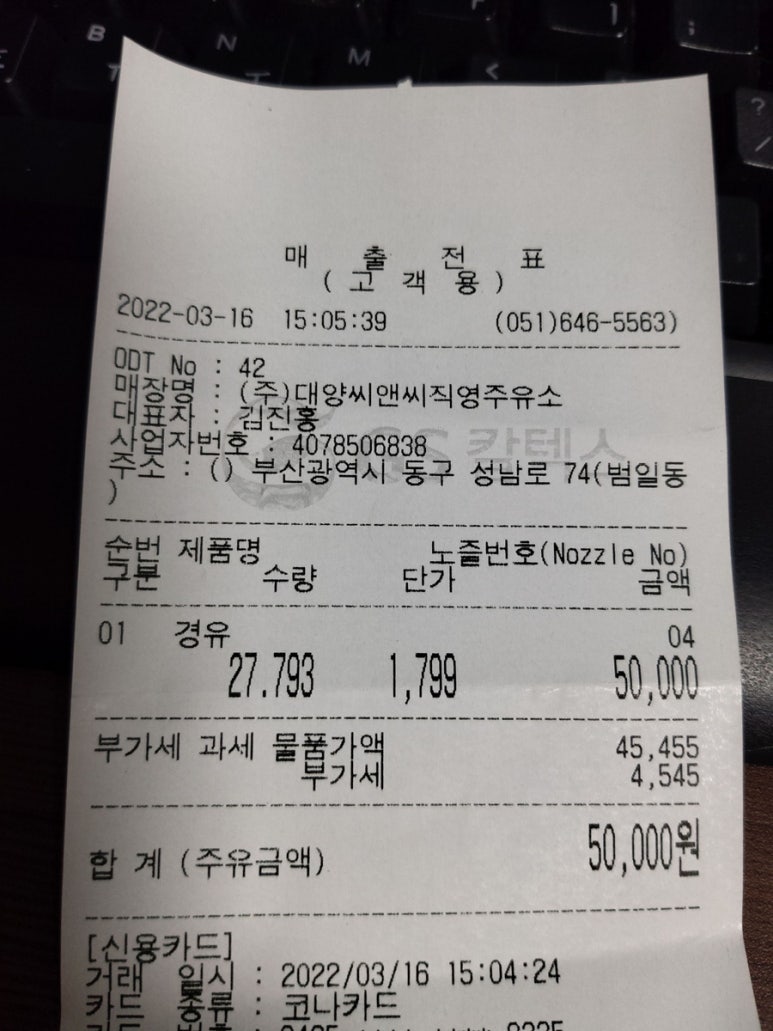 매 출 전 표
( 고 객 용 )
2022-03-16 15:05:39 (051)646-5563)
ODT No : 42
매장명 : (주)대양씨앤씨직영주유소
대표자 : 김진홍
사업자번호 : 4078506838
GS 칼텍스
주소 : () 부산광역시 동구 성남로 74(범일동
)
순번 제품명 노즐번호(Nozzle No)
구분 수량 단가 금액
01 경유 04
27.793 1,799 50,000
부가세 과세 물품가액 45,455
부가세 4,545
합 계 (주유금액) 50,000원
[신용카드]
거래 일시 : 2022/03/16 15:04:24
카드 종류 : 코나카드